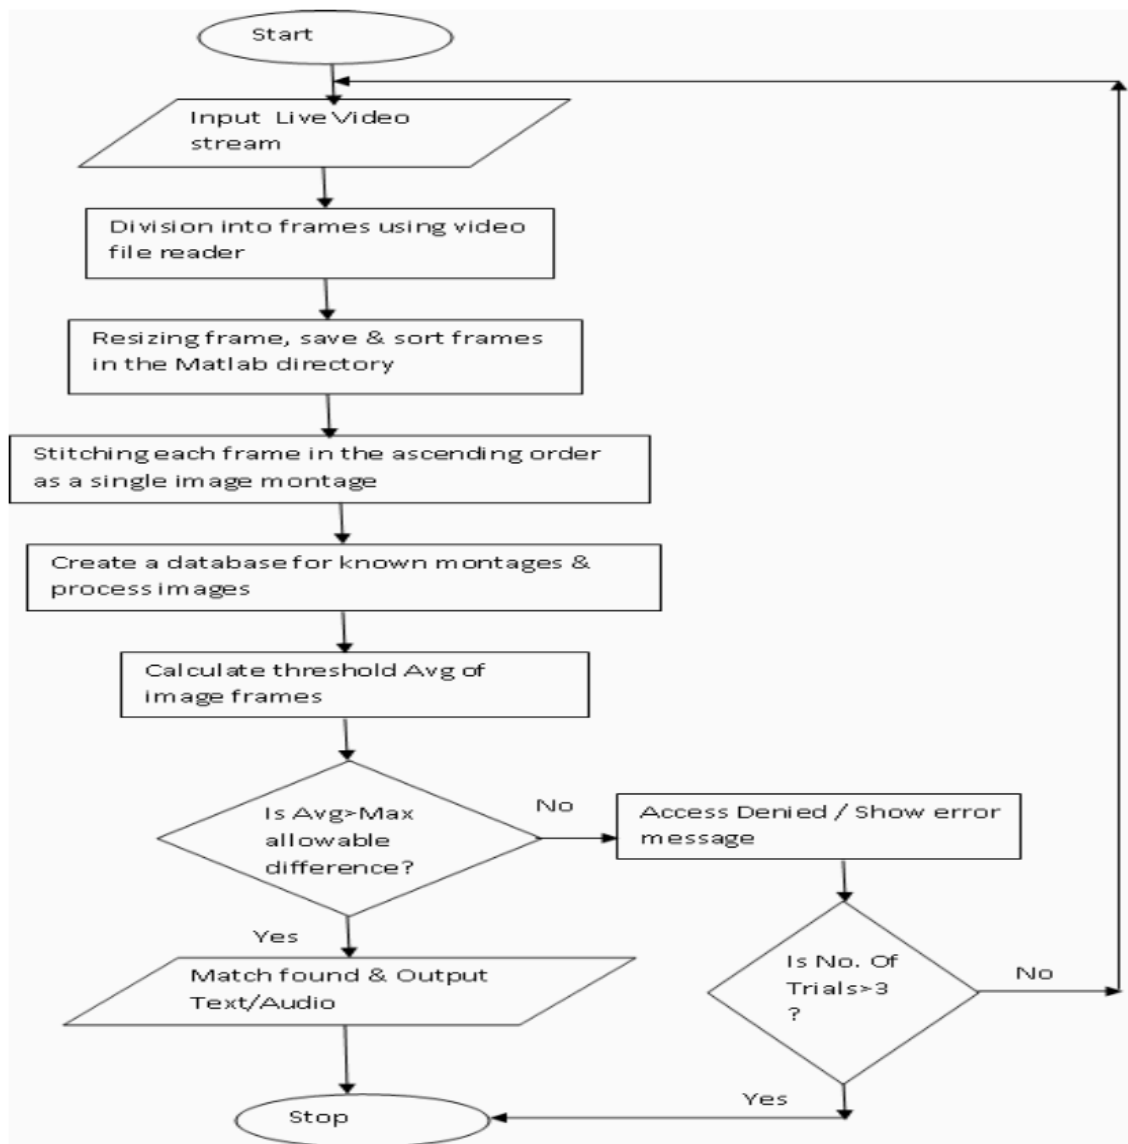 Start
Input Live Video
stream
Division into frames using video
file reader
Resizing frame, save & sort frames
in the Matlab directory
Stitching each frame in the ascending order
as a single image montage
Create a database for known montages &
process images
Calculate threshold Avg of
image frames
Is Avg>Max
allowable
difference?
No
Access Denied / Show error
message
Yes
Match found & Output
Text/Audio
Is No. Of
Trials>3
?
No
Yes
Stop